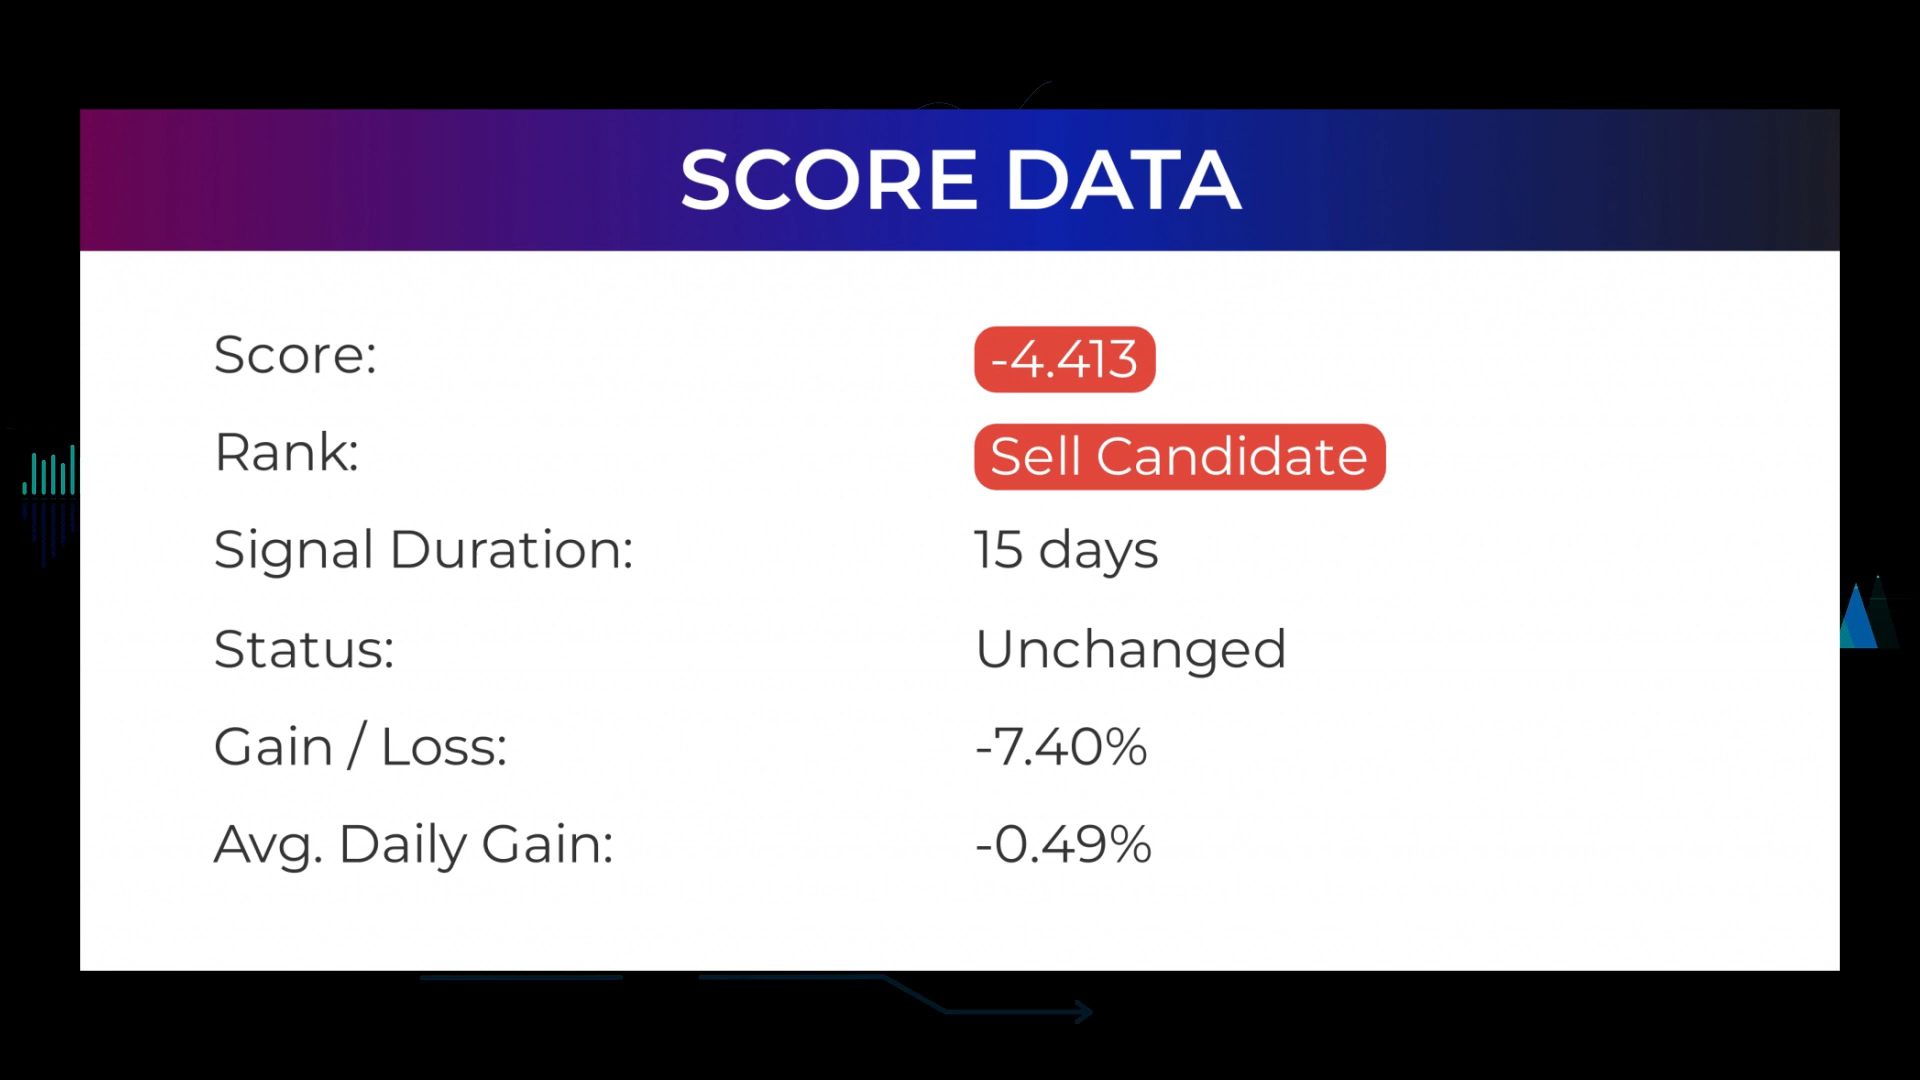 SCORE DATA
Score: -4.413
Rank: Sell Candidate
Signal Duration: 15 days
Status: Unchanged
Gain / Loss: -7.40%
Avg. Daily Gain: -0.49%